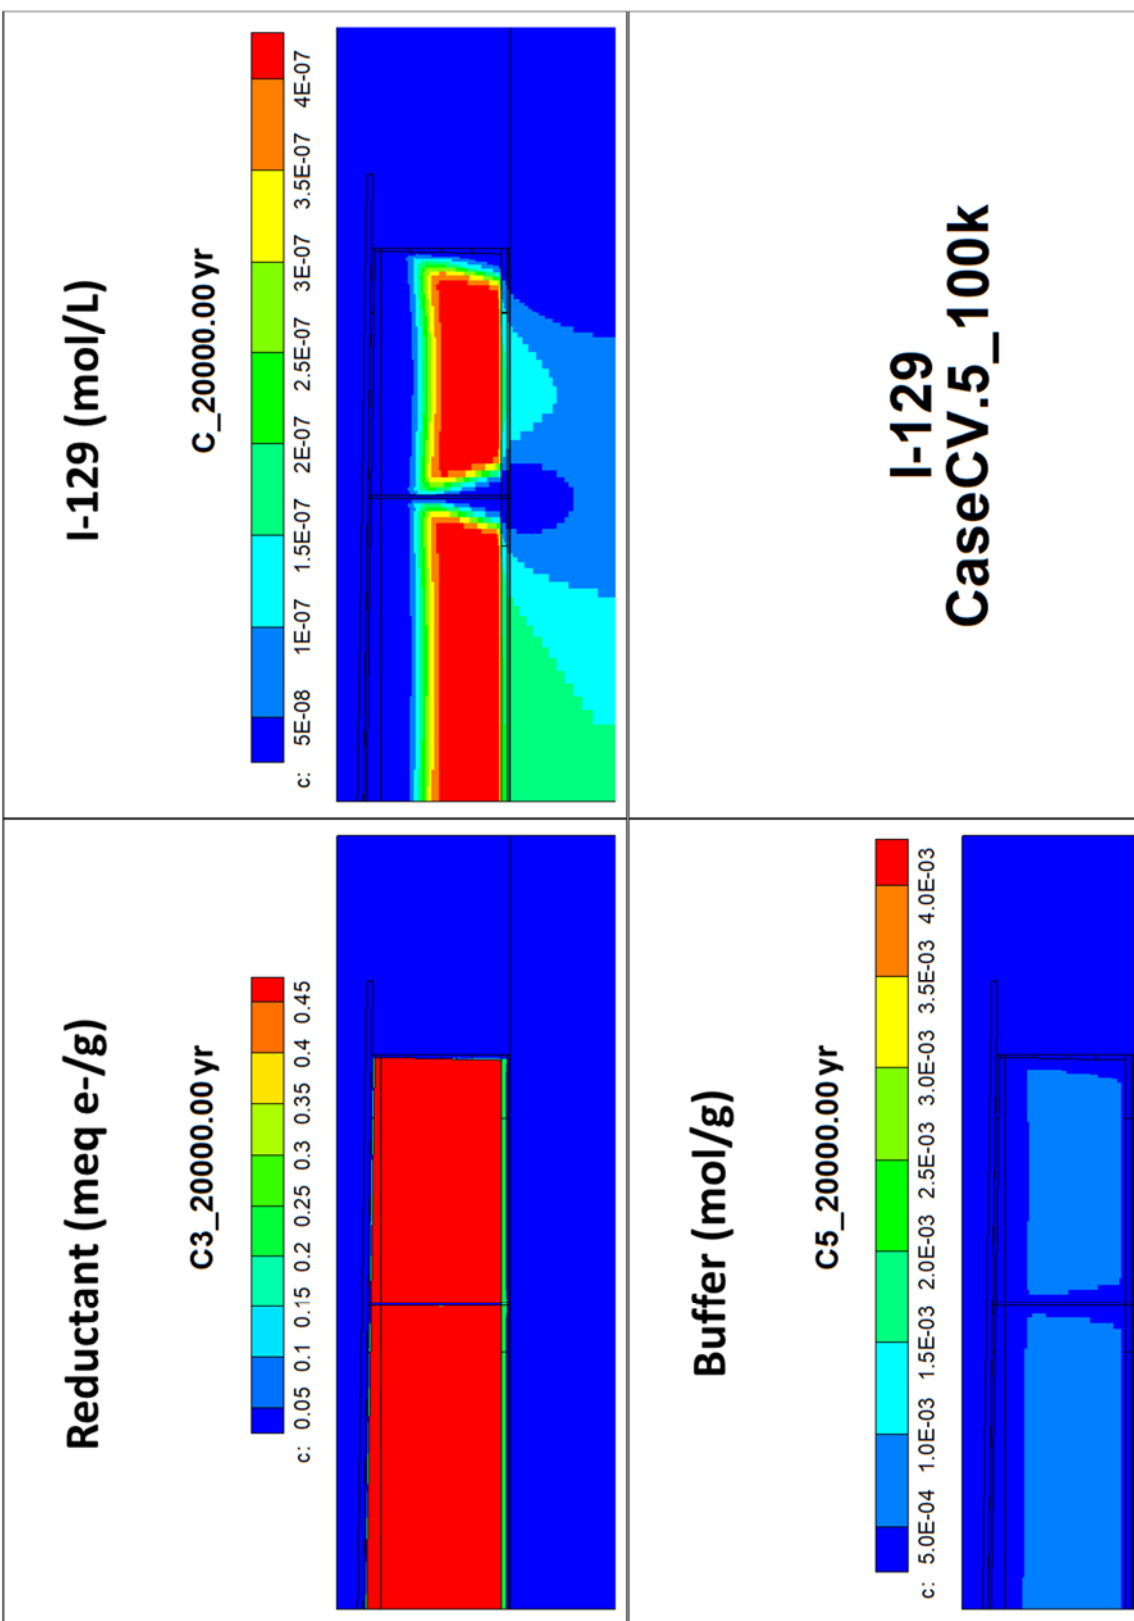 Reductant (meq e-/g)
C3_20000.00 yr
c: 0.05 0.1 0.15 0.2 0.25 0.3 0.35 0.4 0.45
I-129 (mol/L)
C_20000.00 yr
c: 5E-08 1E-07 1.5E-07 2E-07 2.5E-07 3E-07 3.5E-07 4E-07
Buffer (mol/g)
C5_20000.00 yr
c: 5.0E-04 1.0E-03 1.5E-03 2.0E-03 2.5E-03 3.0E-03 3.5E-03 4.0E-03
I-129
CaseCV.5_100k